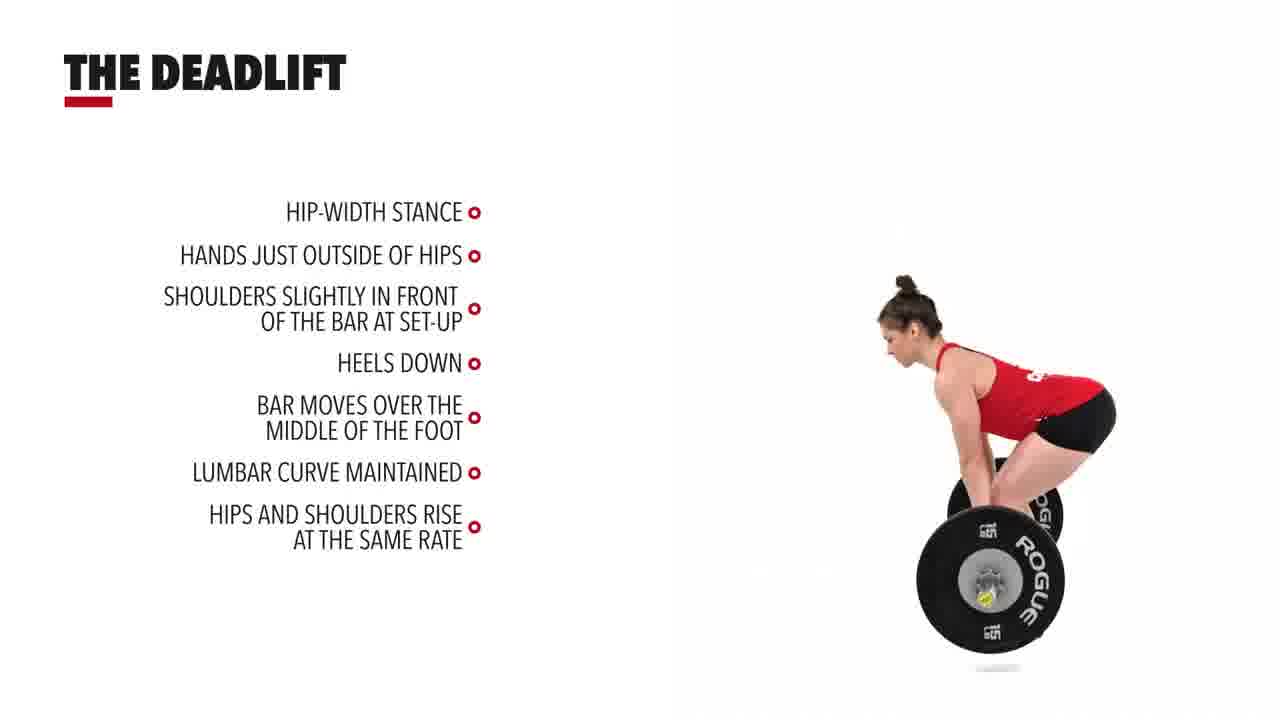 THE DEADLIFT
HIP-WIDTH STANCE
HANDS JUST OUTSIDE OF HIPS
SHOULDERS SLIGHTLY IN FRONT
OF THE BAR AT SET-UP
HEELS DOWN
BAR MOVES OVER THE
MIDDLE OF THE FOOT
LUMBAR CURVE MAINTAINED
HIPS AND SHOULDERS RISE
AT THE SAME RATE
15 LB
ROGUE
15 LB